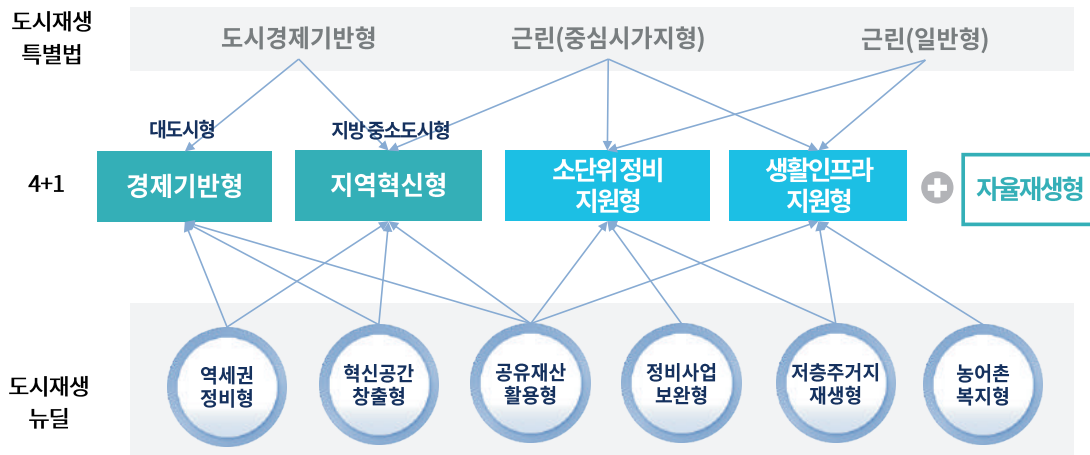 도시재생
특별법
도시경제기반형
근린(중심시가지형)
근린(일반형)
대도시형
지방 중소도시형
4+1
경제기반형
지역혁신형
소단위 정비
지원형
생활인프라
지원형
자율재생형
도시재생
뉴딜
역세권
정비형
혁신공간
창출형
공유재산
활용형
정비사업
보완형
저층주거지
재생형
농어촌
복지형